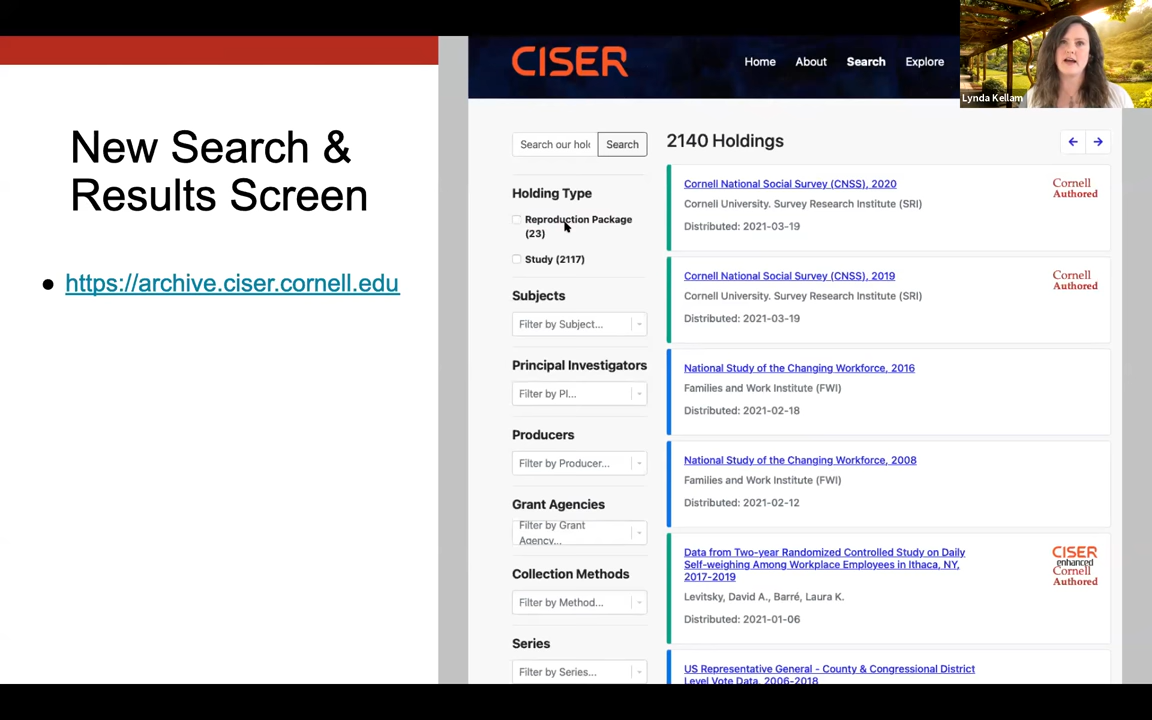 New Search &
Results Screen
● https://archive.ciser.cornell.edu
CISER
Home About Search Explore
Lynda Kellam
Search our hol Search
Holding Type
Reproduction Package
(23)
Study (2117)
Subjects
Filter by Subject...
Principal Investigators
Filter by PI...
Producers
Filter by Producer...
Grant Agencies
Filter by Grant
Agency...
Collection Methods
Filter by Method...
Series
Filter by Series...
2140 Holdings
Cornell National Social Survey (CNSS), 2020
Cornell University. Survey Research Institute (SRI)
Distributed: 2021-03-19
Cornell
Authored
Cornell National Social Survey (CNSS), 2019
Cornell University. Survey Research Institute (SRI)
Distributed: 2021-03-19
Cornell
Authored
National Study of the Changing Workforce, 2016
Families and Work Institute (FWI)
Distributed: 2021-02-18
National Study of the Changing Workforce, 2008
Families and Work Institute (FWI)
Distributed: 2021-02-12
Data from Two-year Randomized Controlled Study on Daily
Self-weighing Among Workplace Employees in Ithaca, NY,
2017-2019
Levitsky, David A., Barré, Laura K.
Distributed: 2021-01-06
CISER
enhanced
Cornell
Authored
US Representative General - County & Congressional District
Level Vote Data, 2006-2018